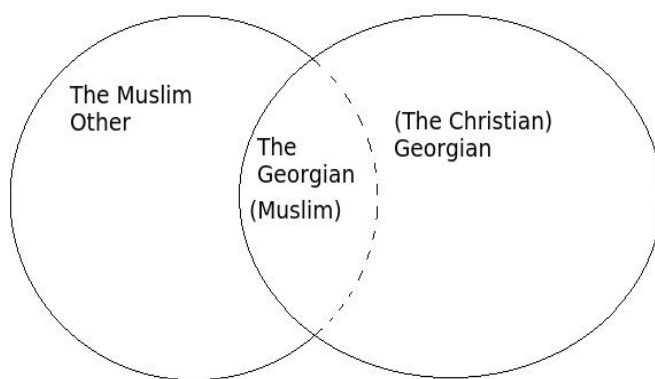 The Muslim
Other
The
Georgian
(Muslim)
(The Christian)
Georgian